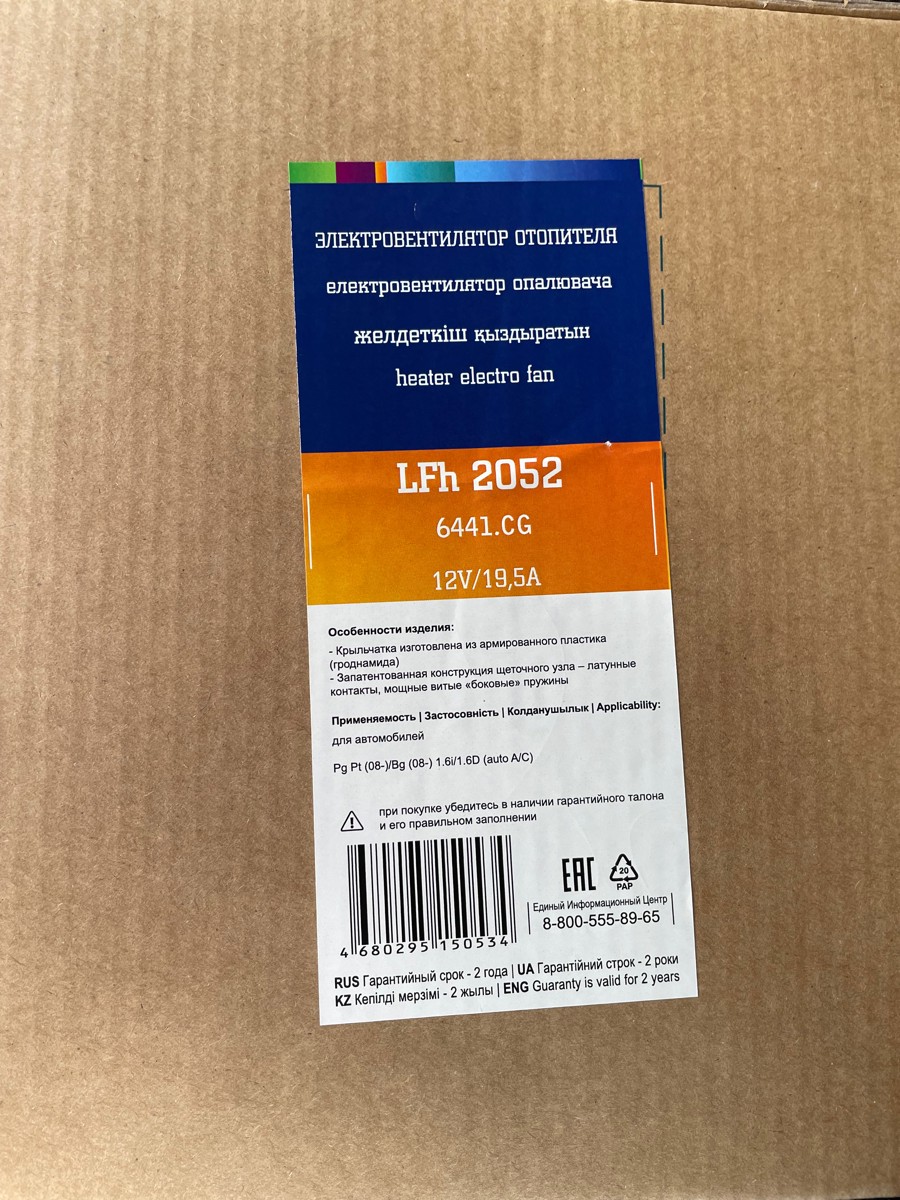 ЭЛЕКТРОВЕНТИЛЯТОР ОТОПИТЕЛЯ
електровентилятор опалювача
желдеткіш қыздыратын
heater electro fan
LFh 2052
6441.CG
12V/19,5A
Особенности изделия:
- Крыльчатка изготовлена из армированного пластика
(гроднамида)
- Запатентованная конструкция щеточного узла – латунные
контакты, мощные витые «боковые» пружины
Применяемость | Застосовність | Колданушылык | Applicability:
для автомобилей
Pg Pt (08-)/Bg (08-) 1.6i/1.6D (auto A/C)
при покупке убедитесь в наличии гарантийного талона
и его правильном заполнении
EAC
20
PAP
Единый Информационный Центр
8-800-555-89-65
4 680295 150534
RUS Гарантийный срок - 2 года | UA Гарантійний строк - 2 роки
KZ Кепілді мерзімі - 2 жылы | ENG Guaranty is valid for 2 years